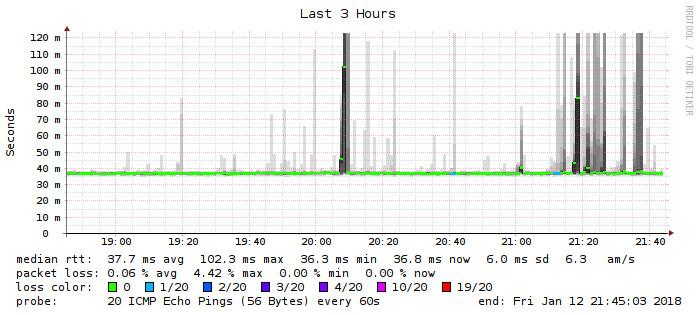 Last 3 Hours
RRDTOOL / TOBI OETIKER
Seconds
120 m
110 m
100 m
90 m
80 m
70 m
60 m
50 m
40 m
30 m
20 m
10 m
0
19:00 19:20 19:40 20:00 20:20 20:40 21:00 21:20 21:40
median rtt: 37.7 ms avg 102.3 ms max 36.3 ms min 36.8 ms now 6.0 ms sd 6.3 am/s
packet loss: 0.06 % avg 4.42 % max 0.00 % min 0.00 % now
loss color: 0 1/20 2/20 3/20 4/20 10/20 19/20
probe: 20 ICMP Echo Pings (56 Bytes) every 60s end: Fri Jan 12 21:45:03 2018